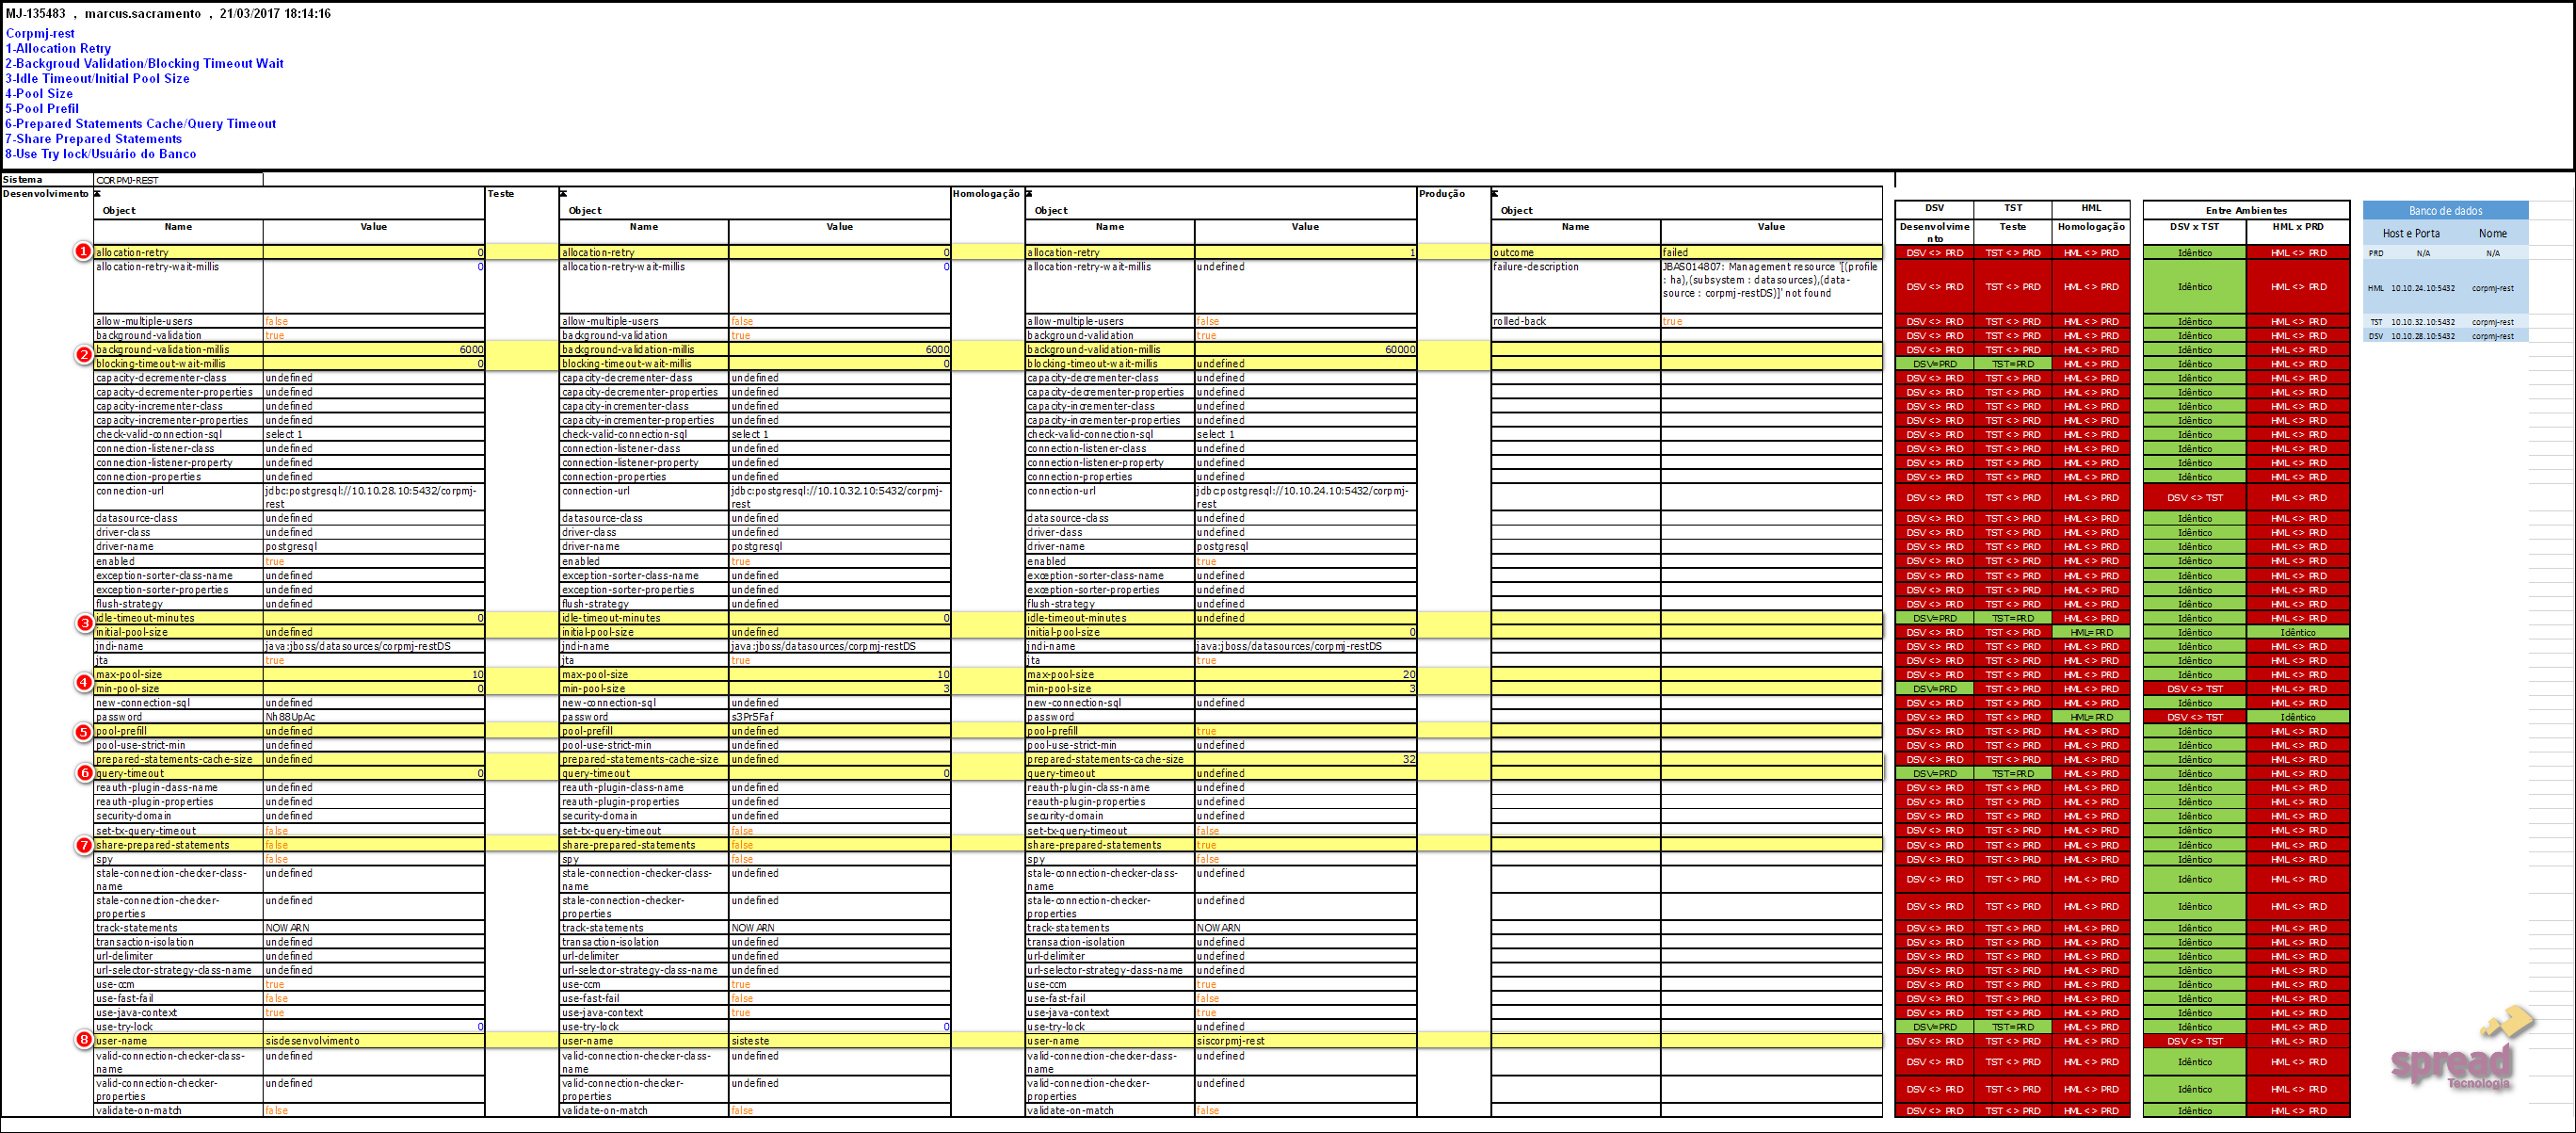 MJ-135483 , marcus.sacramento , 21/03/2017 18:14:16
Corpmj-rest
1-Allocation Retry
2-Backgroud Validation/Blocking Timeout Wait
3-Idle Timeout/Initial Pool Size
4-Pool Size
5-Pool Prefil
6-Prepared Statements Cache/Query Timeout
7-Share Prepared Statements
8-Use Try lock/Usuário do Banco
Sistema CORPMJ-REST
Desenvolvimento Teste Homologação Produção
Object Object Object Object DSV TST HML Entre Ambientes Banco de dados
Name Value Name Value Name Value Name Value Desenvolvimento Teste Homologação DSV x TST HML x PRD Host e Porta Nome
1 allocation-retry 0 allocation-retry 0 allocation-retry 1 outcome failed DSV <> PRD TST <> PRD HML <> PRD Idêntico HML <> PRD PRD N/A N/A
allocation-retry-wait-millis 0 allocation-retry-wait-millis 0 allocation-retry-wait-millis undefined failure-description JBAS014807: Management resource '[(profile : ha),(subsystem : datasources),(data-source : corpmj-restDS)]' not found DSV <> PRD TST <> PRD HML <> PRD Idêntico HML <> PRD HML 10.10.24.10:5432 corpmj-rest
allow-multiple-users false allow-multiple-users false allow-multiple-users false rolled-back true DSV <> PRD TST <> PRD HML <> PRD Idêntico HML <> PRD TST 10.10.32.10:5432 corpmj-rest
background-validation true background-validation true background-validation true DSV <> PRD TST <> PRD HML <> PRD Idêntico HML <> PRD DSV 10.10.28.10:5432 corpmj-rest
2 background-validation-millis 6000 background-validation-millis 6000 background-validation-millis 60000 DSV <> PRD TST <> PRD HML <> PRD Idêntico HML <> PRD
blocking-timeout-wait-millis 0 blocking-timeout-wait-millis 0 blocking-timeout-wait-millis undefined DSV=PRD TST=PRD HML <> PRD Idêntico HML <> PRD
capacity-decrementer-class undefined capacity-decrementer-class undefined capacity-decrementer-class undefined DSV <> PRD TST <> PRD HML <> PRD Idêntico HML <> PRD
capacity-decrementer-properties undefined capacity-decrementer-properties undefined capacity-decrementer-properties undefined DSV <> PRD TST <> PRD HML <> PRD Idêntico HML <> PRD
capacity-incrementer-class undefined capacity-incrementer-class undefined capacity-incrementer-class undefined DSV <> PRD TST <> PRD HML <> PRD Idêntico HML <> PRD
capacity-incrementer-properties undefined capacity-incrementer-properties undefined capacity-incrementer-properties undefined DSV <> PRD TST <> PRD HML <> PRD Idêntico HML <> PRD
check-valid-connection-sql select 1 check-valid-connection-sql select 1 check-valid-connection-sql select 1 DSV <> PRD TST <> PRD HML <> PRD Idêntico HML <> PRD
connection-listener-class undefined connection-listener-class undefined connection-listener-class undefined DSV <> PRD TST <> PRD HML <> PRD Idêntico HML <> PRD
connection-listener-property undefined connection-listener-property undefined connection-listener-property undefined DSV <> PRD TST <> PRD HML <> PRD Idêntico HML <> PRD
connection-properties undefined connection-properties undefined connection-properties undefined DSV <> PRD TST <> PRD HML <> PRD Idêntico HML <> PRD
connection-url jdbc:postgresql://10.10.28.10:5432/corpmj-rest connection-url jdbc:postgresql://10.10.32.10:5432/corpmj-rest connection-url jdbc:postgresql://10.10.24.10:5432/corpmj-rest DSV <> PRD TST <> PRD HML <> PRD DSV <> TST HML <> PRD
datasource-class undefined datasource-class undefined datasource-class undefined DSV <> PRD TST <> PRD HML <> PRD Idêntico HML <> PRD
driver-class undefined driver-class undefined driver-class undefined DSV <> PRD TST <> PRD HML <> PRD Idêntico HML <> PRD
driver-name postgresql driver-name postgresql driver-name postgresql DSV <> PRD TST <> PRD HML <> PRD Idêntico HML <> PRD
enabled true enabled true enabled true DSV <> PRD TST <> PRD HML <> PRD Idêntico HML <> PRD
exception-sorter-class-name undefined exception-sorter-class-name undefined exception-sorter-class-name undefined DSV <> PRD TST <> PRD HML <> PRD Idêntico HML <> PRD
exception-sorter-properties undefined exception-sorter-properties undefined exception-sorter-properties undefined DSV <> PRD TST <> PRD HML <> PRD Idêntico HML <> PRD
flush-strategy undefined flush-strategy undefined flush-strategy undefined DSV <> PRD TST <> PRD HML <> PRD Idêntico HML <> PRD
3 idle-timeout-minutes 0 idle-timeout-minutes 0 idle-timeout-minutes undefined DSV=PRD TST=PRD HML <> PRD Idêntico HML <> PRD
initial-pool-size undefined initial-pool-size undefined initial-pool-size 0 DSV <> PRD TST <> PRD HML=PRD Idêntico Idêntico
jndi-name java:jboss/datasources/corpmj-restDS jndi-name java:jboss/datasources/corpmj-restDS jndi-name java:jboss/datasources/corpmj-restDS DSV <> PRD TST <> PRD HML <> PRD Idêntico HML <> PRD
jta true jta true jta true DSV <> PRD TST <> PRD HML <> PRD Idêntico HML <> PRD
4 max-pool-size 10 max-pool-size 10 max-pool-size 20 DSV <> PRD TST <> PRD HML <> PRD Idêntico HML <> PRD
min-pool-size 0 min-pool-size 3 min-pool-size 3 DSV=PRD TST <> PRD HML <> PRD DSV <> TST HML <> PRD
new-connection-sql undefined new-connection-sql undefined new-connection-sql undefined DSV <> PRD TST <> PRD HML <> PRD Idêntico HML <> PRD
password Nh88UpAc password s3Pr5Faf password DSV <> PRD TST <> PRD HML=PRD DSV <> TST Idêntico
5 pool-prefill undefined pool-prefill undefined pool-prefill true DSV <> PRD TST <> PRD HML <> PRD Idêntico HML <> PRD
pool-use-strict-min undefined pool-use-strict-min undefined pool-use-strict-min undefined DSV <> PRD TST <> PRD HML <> PRD Idêntico HML <> PRD
prepared-statements-cache-size undefined prepared-statements-cache-size undefined prepared-statements-cache-size 32 DSV <> PRD TST <> PRD HML <> PRD Idêntico HML <> PRD
6 query-timeout 0 query-timeout 0 query-timeout undefined DSV=PRD TST=PRD HML <> PRD Idêntico HML <> PRD
reauth-plugin-class-name undefined reauth-plugin-class-name undefined reauth-plugin-class-name undefined DSV <> PRD TST <> PRD HML <> PRD Idêntico HML <> PRD
reauth-plugin-properties undefined reauth-plugin-properties undefined reauth-plugin-properties undefined DSV <> PRD TST <> PRD HML <> PRD Idêntico HML <> PRD
security-domain undefined security-domain undefined security-domain undefined DSV <> PRD TST <> PRD HML <> PRD Idêntico HML <> PRD
set-tx-query-timeout false set-tx-query-timeout false set-tx-query-timeout false DSV <> PRD TST <> PRD HML <> PRD Idêntico HML <> PRD
7 share-prepared-statements false share-prepared-statements false share-prepared-statements true DSV <> PRD TST <> PRD HML <> PRD Idêntico HML <> PRD
spy false spy false spy false DSV <> PRD TST <> PRD HML <> PRD Idêntico HML <> PRD
stale-connection-checker-class-name undefined stale-connection-checker-class-name undefined stale-connection-checker-class-name undefined DSV <> PRD TST <> PRD HML <> PRD Idêntico HML <> PRD
stale-connection-checker-properties undefined stale-connection-checker-properties undefined stale-connection-checker-properties undefined DSV <> PRD TST <> PRD HML <> PRD Idêntico HML <> PRD
track-statements NOWARN track-statements NOWARN track-statements NOWARN DSV <> PRD TST <> PRD HML <> PRD Idêntico HML <> PRD
transaction-isolation undefined transaction-isolation undefined transaction-isolation undefined DSV <> PRD TST <> PRD HML <> PRD Idêntico HML <> PRD
url-delimiter undefined url-delimiter undefined url-delimiter undefined DSV <> PRD TST <> PRD HML <> PRD Idêntico HML <> PRD
url-selector-strategy-class-name undefined url-selector-strategy-class-name undefined url-selector-strategy-class-name undefined DSV <> PRD TST <> PRD HML <> PRD Idêntico HML <> PRD
use-ccm true use-ccm true use-ccm true DSV <> PRD TST <> PRD HML <> PRD Idêntico HML <> PRD
use-fast-fail false use-fast-fail false use-fast-fail false DSV <> PRD TST <> PRD HML <> PRD Idêntico HML <> PRD
use-java-context true use-java-context true use-java-context true DSV <> PRD TST <> PRD HML <> PRD Idêntico HML <> PRD
use-try-lock 0 use-try-lock 0 use-try-lock undefined DSV=PRD TST=PRD HML <> PRD Idêntico HML <> PRD
8 user-name sisdesenvolvimento user-name sisteste user-name siscorpmj-rest DSV <> PRD TST <> PRD HML <> PRD DSV <> TST HML <> PRD
valid-connection-checker-class-name undefined valid-connection-checker-class-name undefined valid-connection-checker-class-name undefined DSV <> PRD TST <> PRD HML <> PRD Idêntico HML <> PRD
valid-connection-checker-properties undefined valid-connection-checker-properties undefined valid-connection-checker-properties undefined DSV <> PRD TST <> PRD HML <> PRD Idêntico HML <> PRD
validate-on-match false validate-on-match false validate-on-match false DSV <> PRD TST <> PRD HML <> PRD Idêntico HML <> PRD
spread
Tecnologia